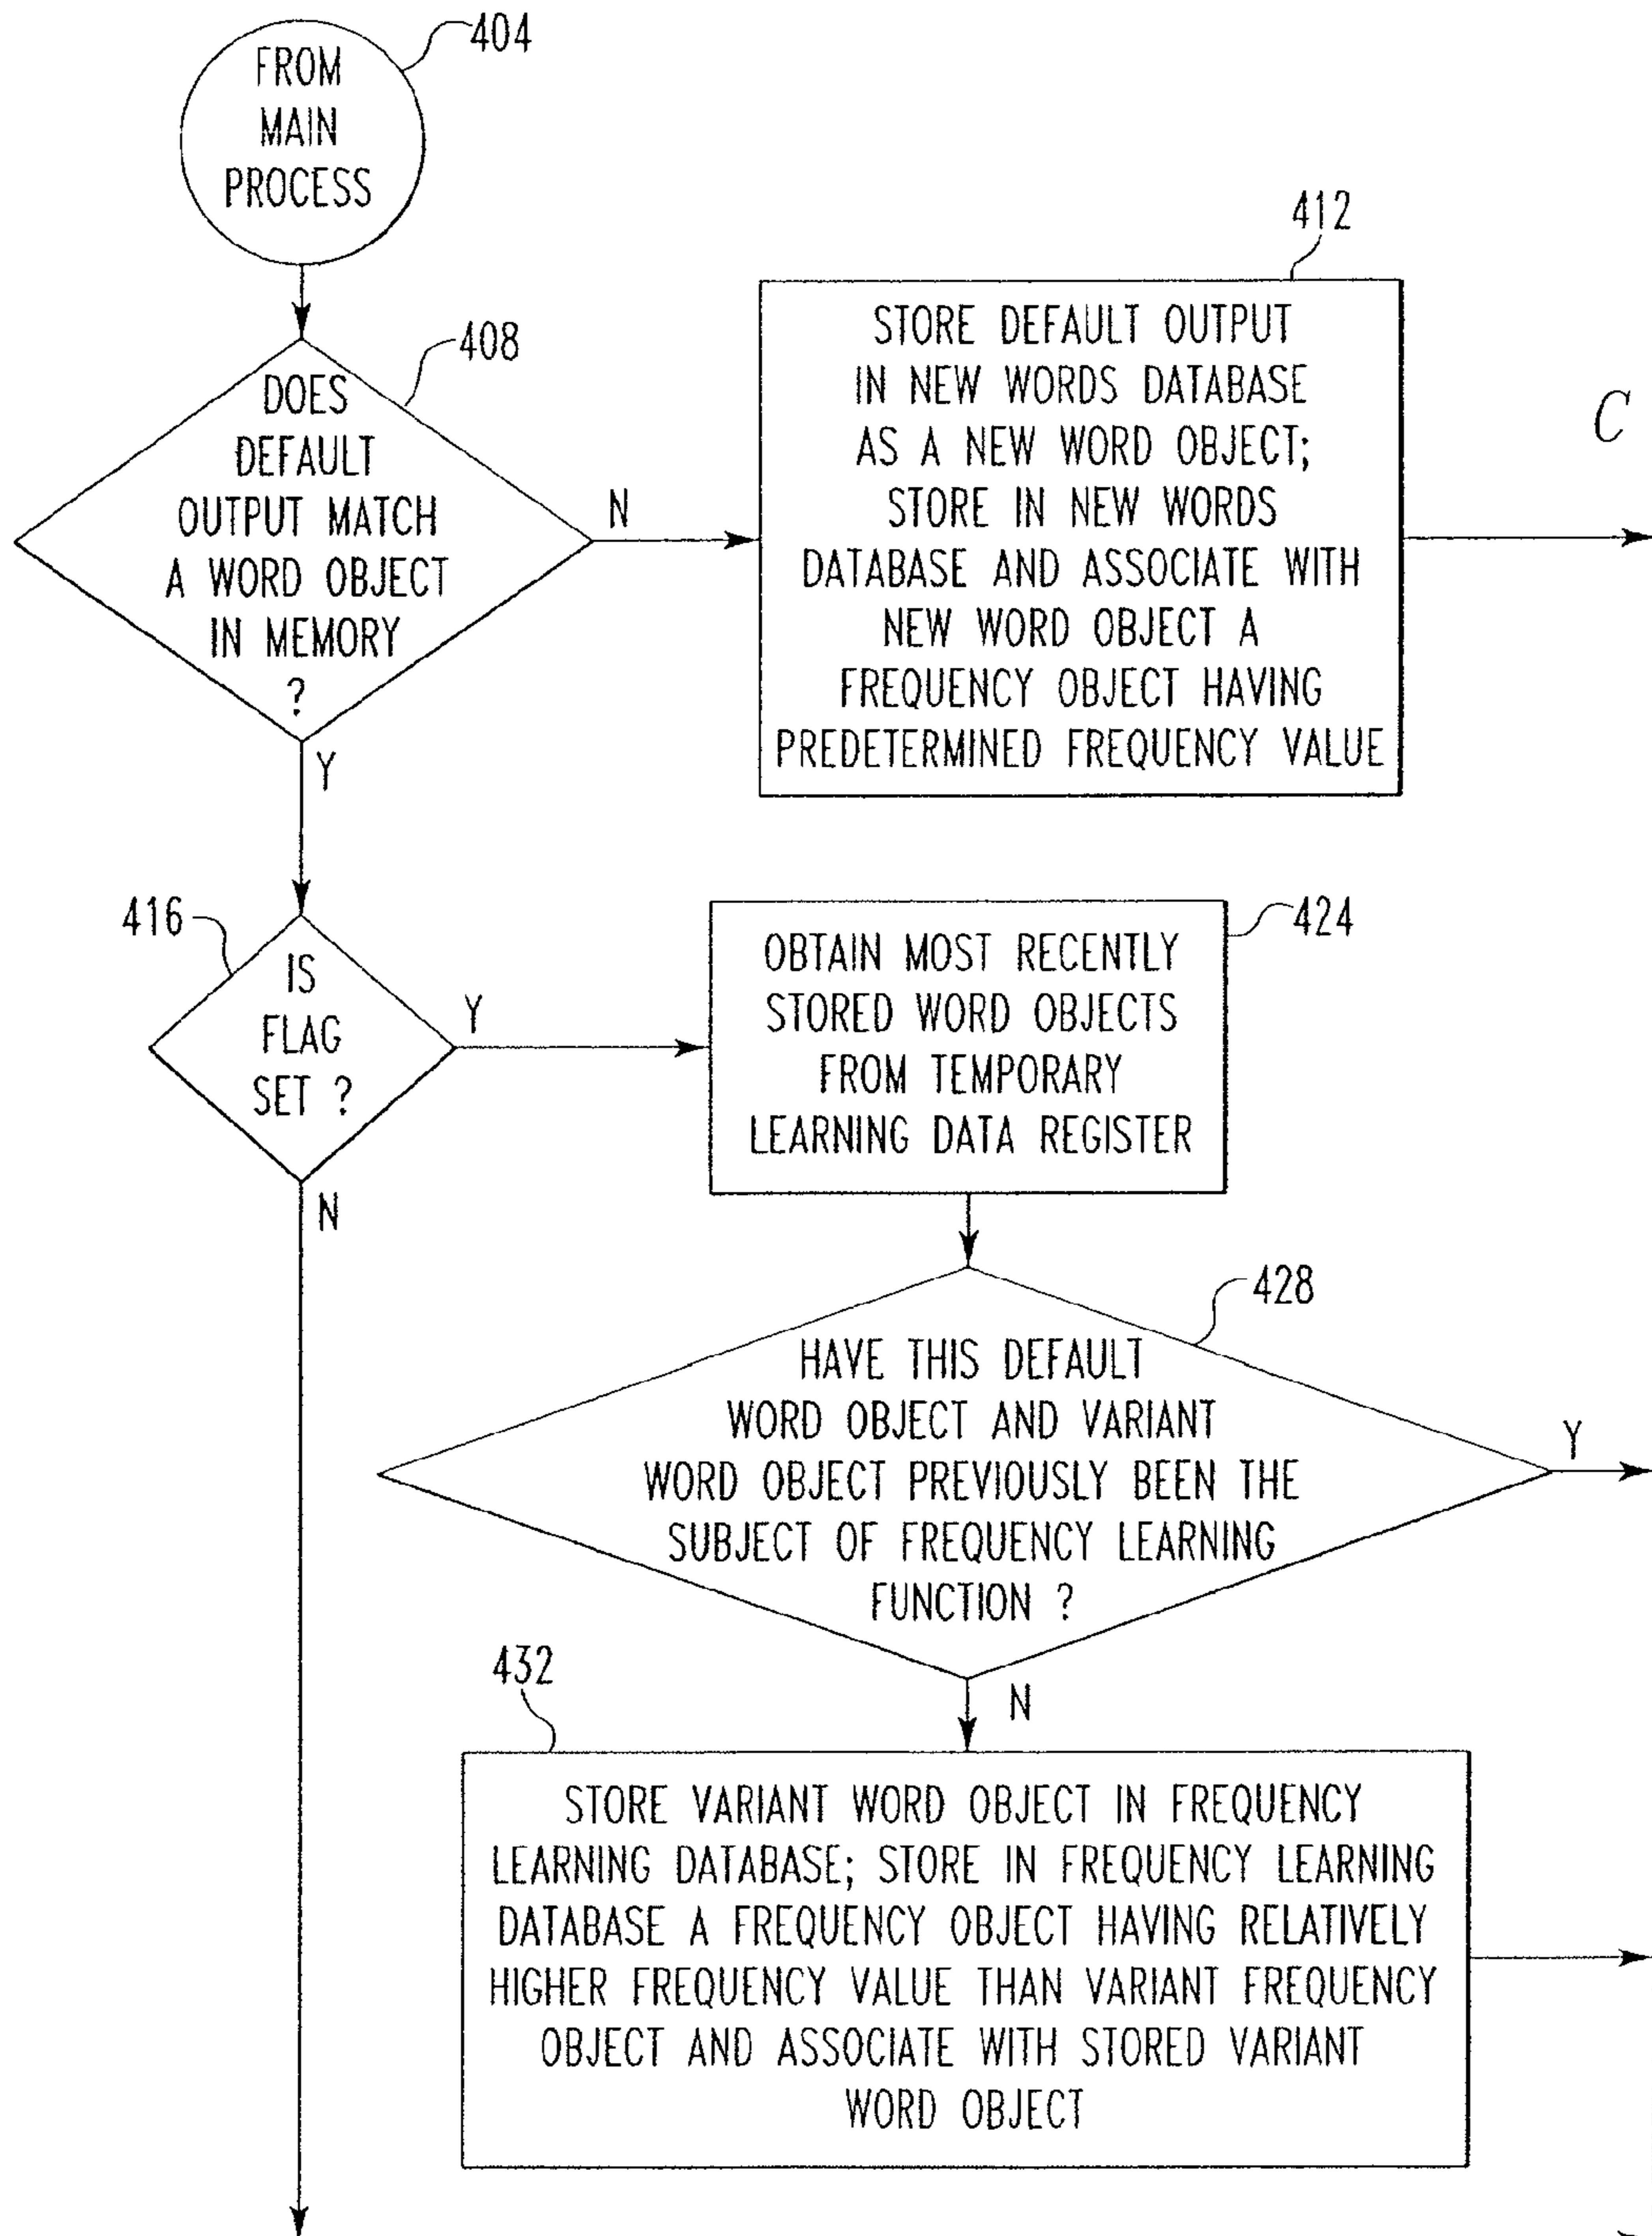 404
FROM
MAIN
PROCESS
408
DOES
DEFAULT
OUTPUT MATCH
A WORD OBJECT
IN MEMORY
?
N
Y
412
STORE DEFAULT OUTPUT
IN NEW WORDS DATABASE
AS A NEW WORD OBJECT;
STORE IN NEW WORDS
DATABASE AND ASSOCIATE WITH
NEW WORD OBJECT A
FREQUENCY OBJECT HAVING
PREDETERMINED FREQUENCY VALUE
C
416
IS
FLAG
SET ?
Y
N
424
OBTAIN MOST RECENTLY
STORED WORD OBJECTS
FROM TEMPORARY
LEARNING DATA REGISTER
428
HAVE THIS DEFAULT
WORD OBJECT AND VARIANT
WORD OBJECT PREVIOUSLY BEEN THE
SUBJECT OF FREQUENCY LEARNING
FUNCTION ?
Y
N
432
STORE VARIANT WORD OBJECT IN FREQUENCY
LEARNING DATABASE; STORE IN FREQUENCY LEARNING
DATABASE A FREQUENCY OBJECT HAVING RELATIVELY
HIGHER FREQUENCY VALUE THAN VARIANT FREQUENCY
OBJECT AND ASSOCIATE WITH STORED VARIANT
WORD OBJECT